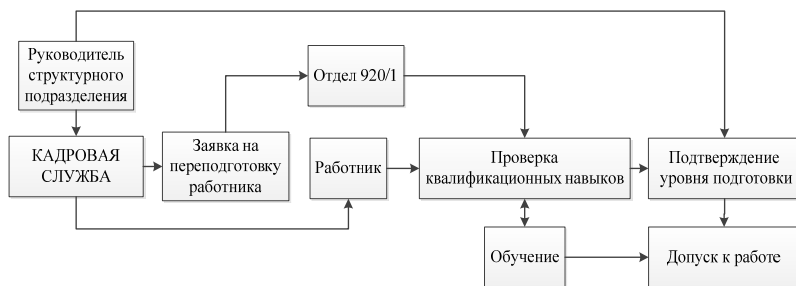 Руководитель
структурного
подразделения
Отдел 920/1
КАДРОВАЯ
СЛУЖБА
Заявка на
переподготовку
работника
Работник
Проверка
квалификационных навыков
Подтверждение
уровня подготовки
Обучение
Допуск к работе